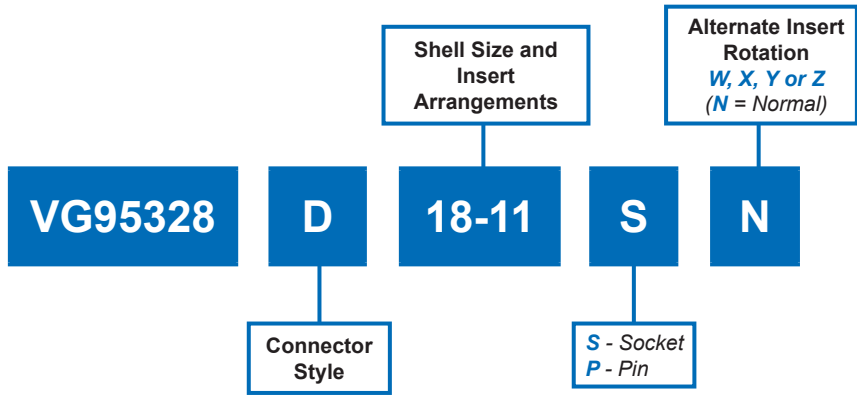 Shell Size and
Insert
Arrangements
Alternate Insert
Rotation
W, X, Y or Z
(N = Normal)
VG95328 D 18-11 S N
Connector
Style
S - Socket
P - Pin